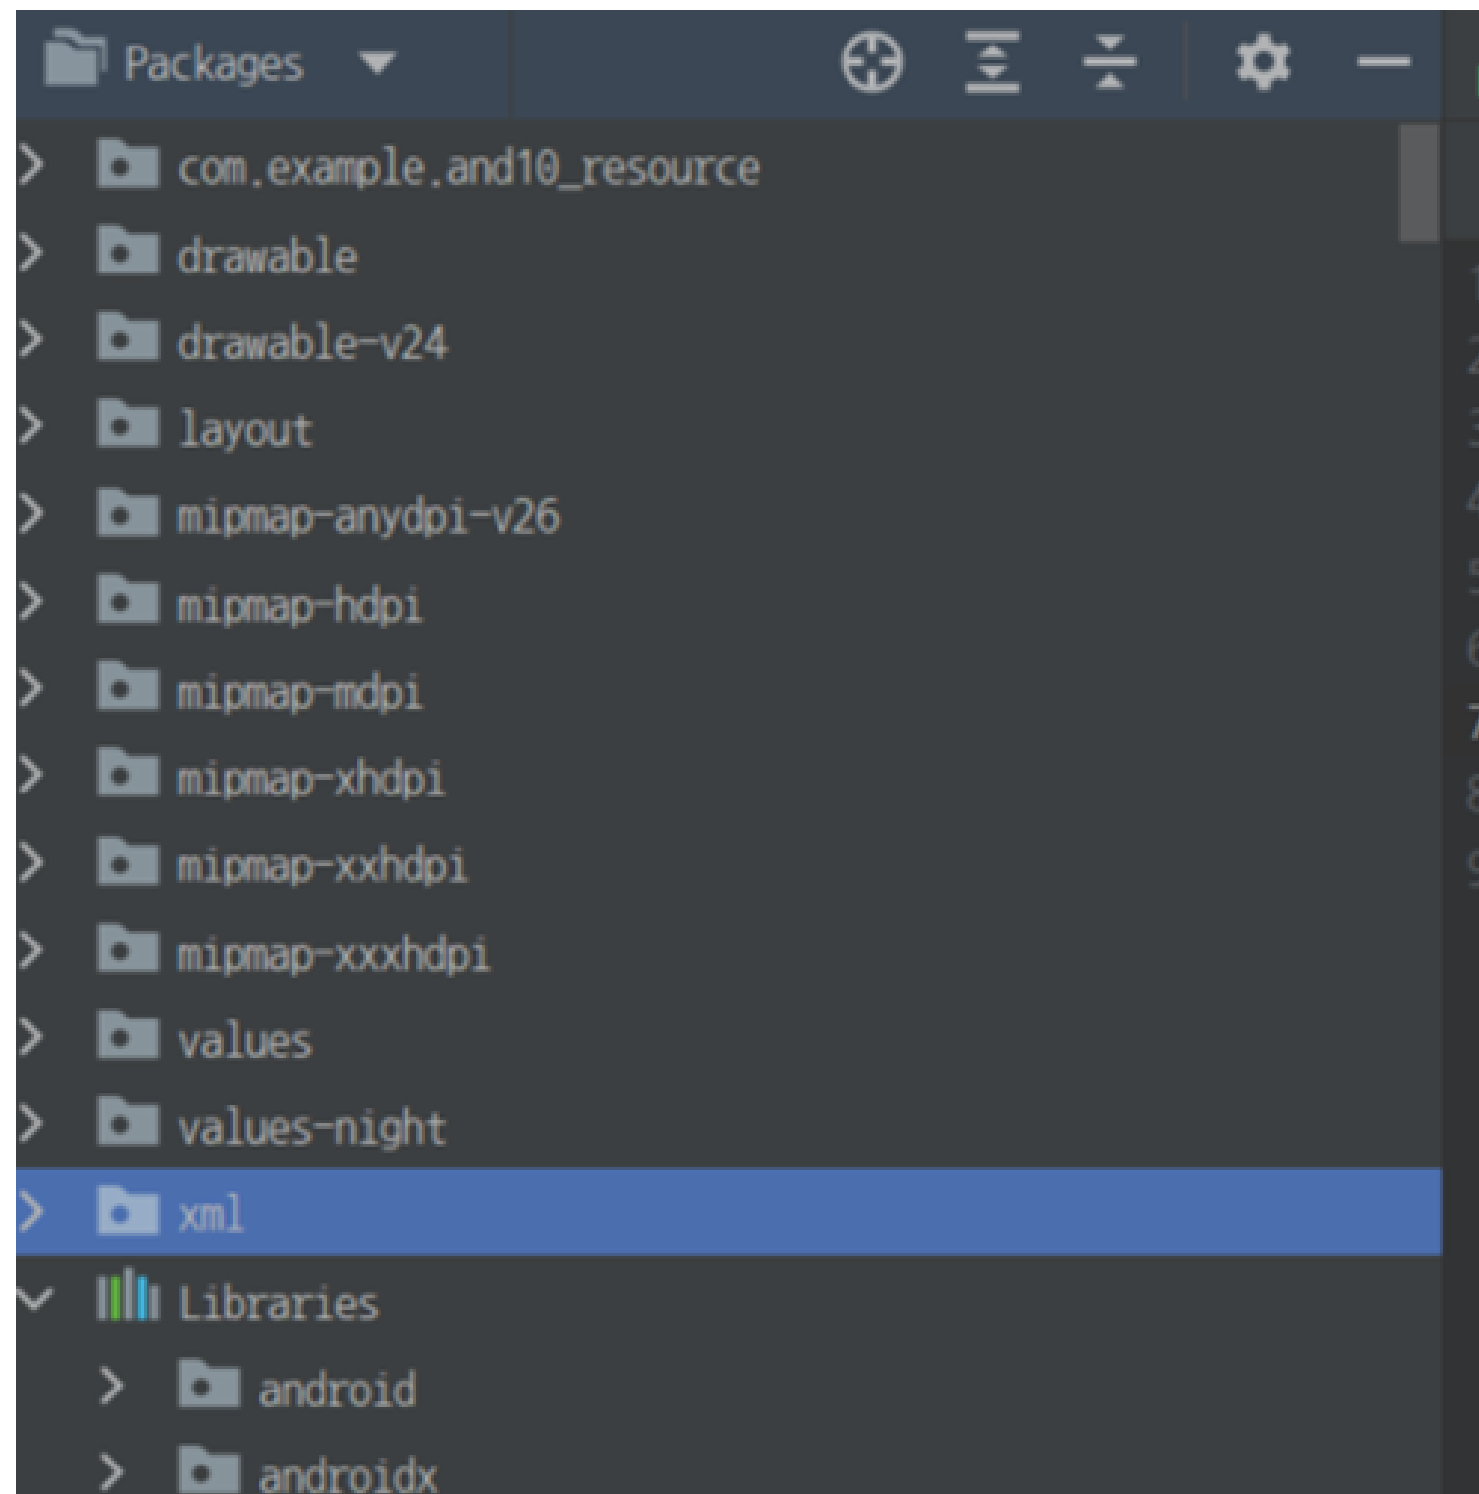 Packages
com.example.and10_resource
drawable
drawable-v24
layout
mipmap-anydpi-v26
mipmap-hdpi
mipmap-mdpi
mipmap-xhdpi
mipmap-xxhdpi
mipmap-xxxhdpi
values
values-night
xml
Libraries
android
androidx